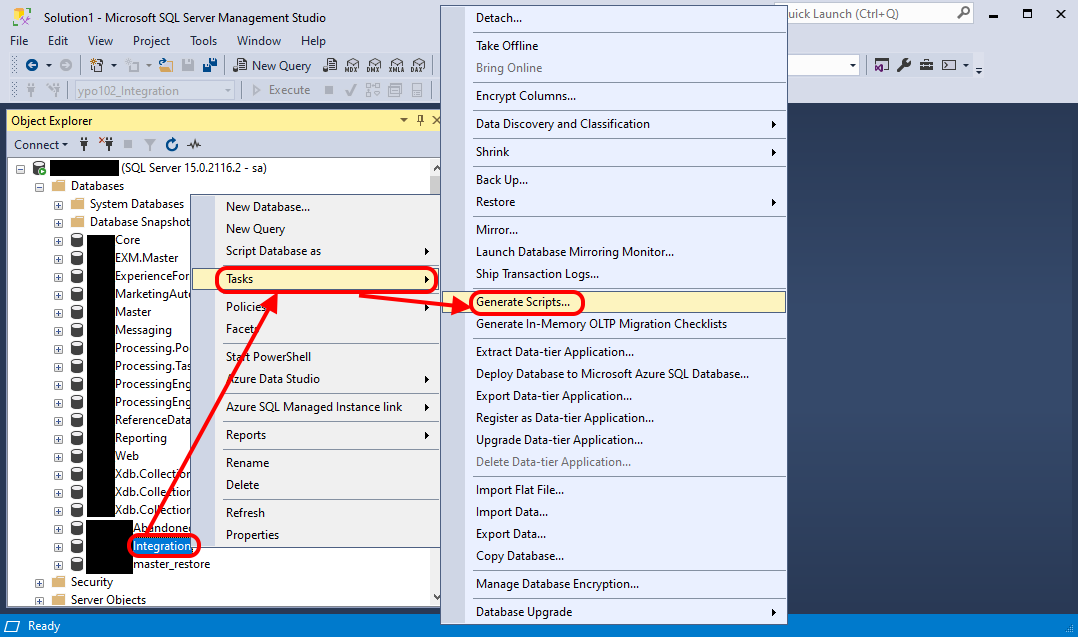 Solution1 - Microsoft SQL Server Management Studio
uick Launch (Ctrl+Q)
File Edit View Project Tools Window Help
New Query
MDX DMX XMLA DAX
ypo102_Integration
Execute
Object Explorer
Connect
(SQL Server 15.0.2116.2 - sa)
Databases
System Databases
Database Snapshot
Core
EXM.Master
ExperienceFor
MarketingAuto
Master
Messaging
Processing.Po
Processing.Tas
ProcessingEng
ProcessingEng
ReferenceData
Reporting
Web
Xdb.Collection
Xdb.Collection
Xdb.Collection
Abandoned
Integration
master_restore
Security
Server Objects
New Database...
New Query
Script Database as
Tasks
Policies
Facets
Start PowerShell
Azure Data Studio
Azure SQL Managed Instance link
Reports
Rename
Delete
Refresh
Properties
Detach...
Take Offline
Bring Online
Encrypt Columns...
Data Discovery and Classification
Shrink
Back Up...
Restore
Mirror...
Launch Database Mirroring Monitor...
Ship Transaction Logs...
Generate Scripts...
Generate In-Memory OLTP Migration Checklists
Extract Data-tier Application...
Deploy Database to Microsoft Azure SQL Database...
Export Data-tier Application...
Register as Data-tier Application...
Upgrade Data-tier Application...
Delete Data-tier Application...
Import Flat File...
Import Data...
Export Data...
Copy Database...
Manage Database Encryption...
Database Upgrade
Ready